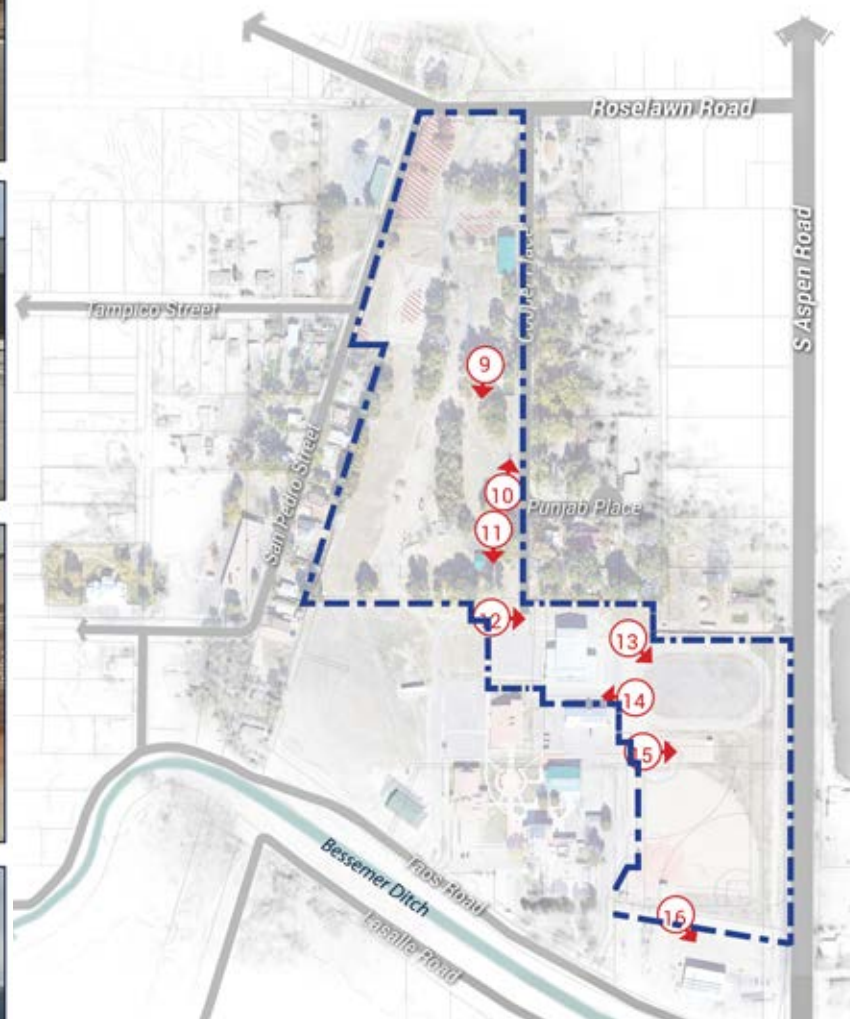 Roselawn Road
S Aspen Road
Tampico Street
9
San Pedro Street
10
Punjab Place
11
12
13
14
15
Bessemer Ditch
Taos Road
Lasalle Road
16